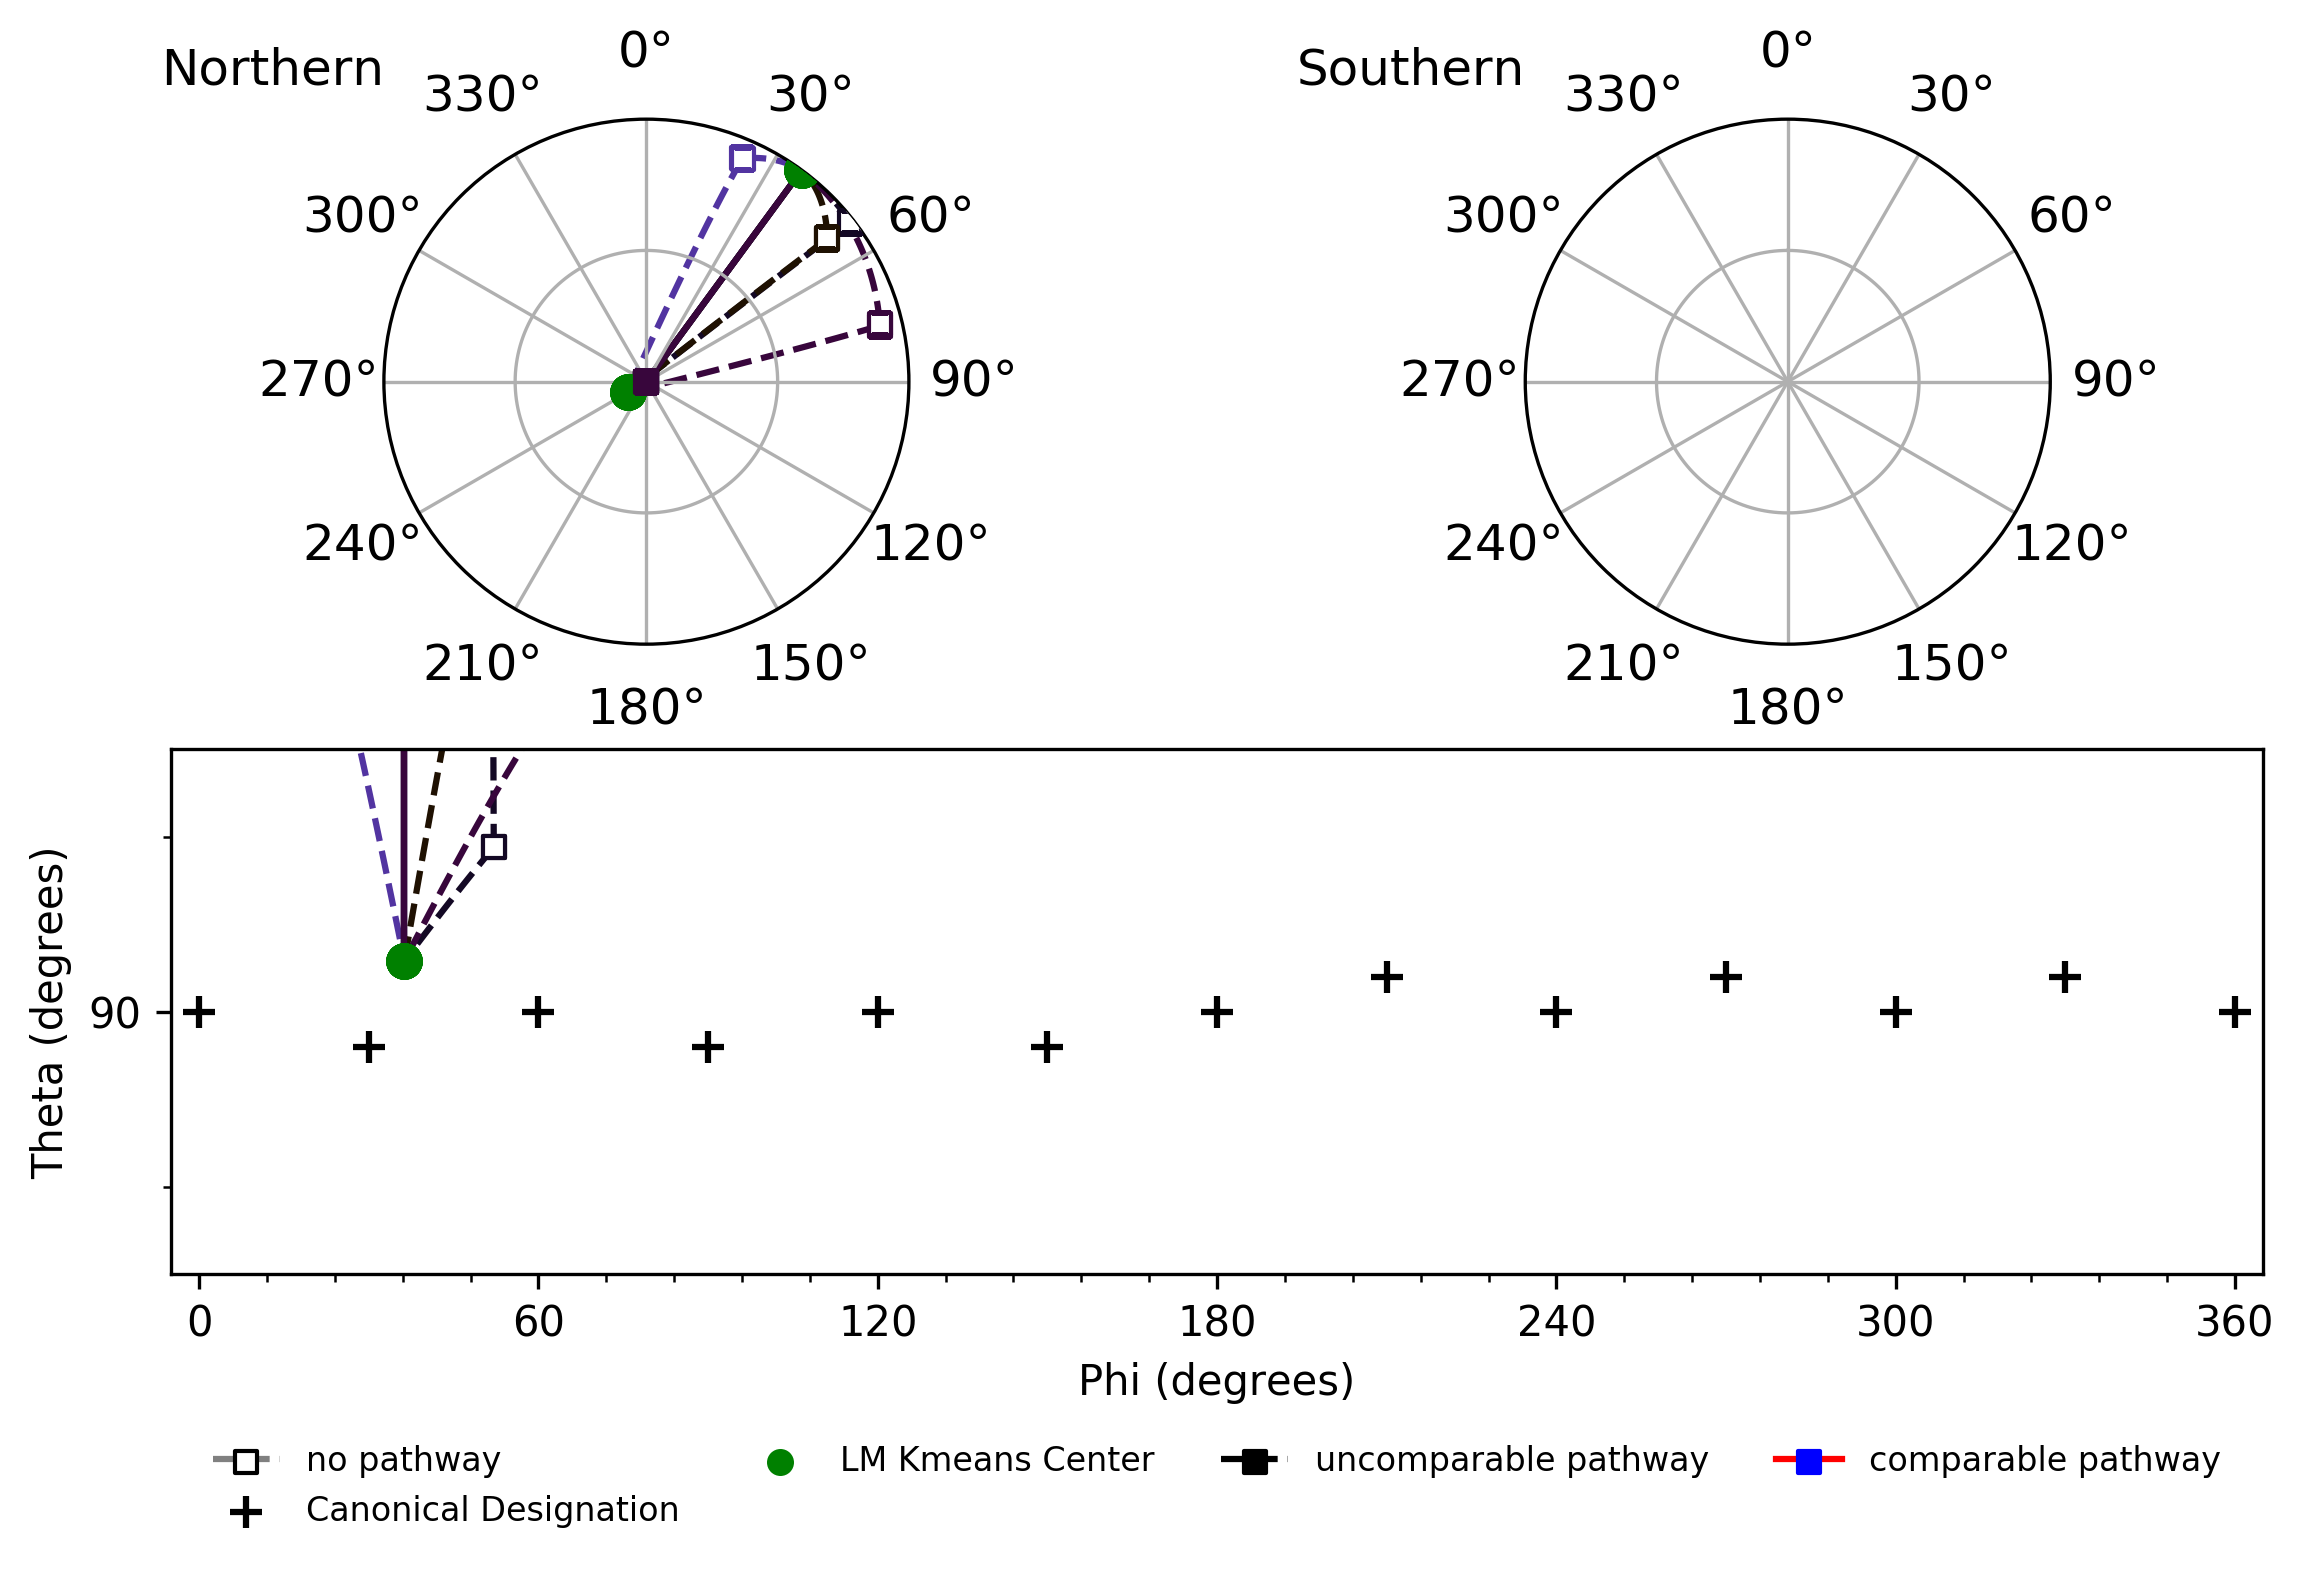 Northern
0°
30°
60°
90°
120°
150°
180°
210°
240°
270°
300°
330°
Southern
0°
30°
60°
90°
120°
150°
180°
210°
240°
270°
300°
330°
Theta (degrees)
90
0 60 120 180 240 300 360
Phi (degrees)
no pathway
Canonical Designation
LM Kmeans Center
uncomparable pathway
comparable pathway